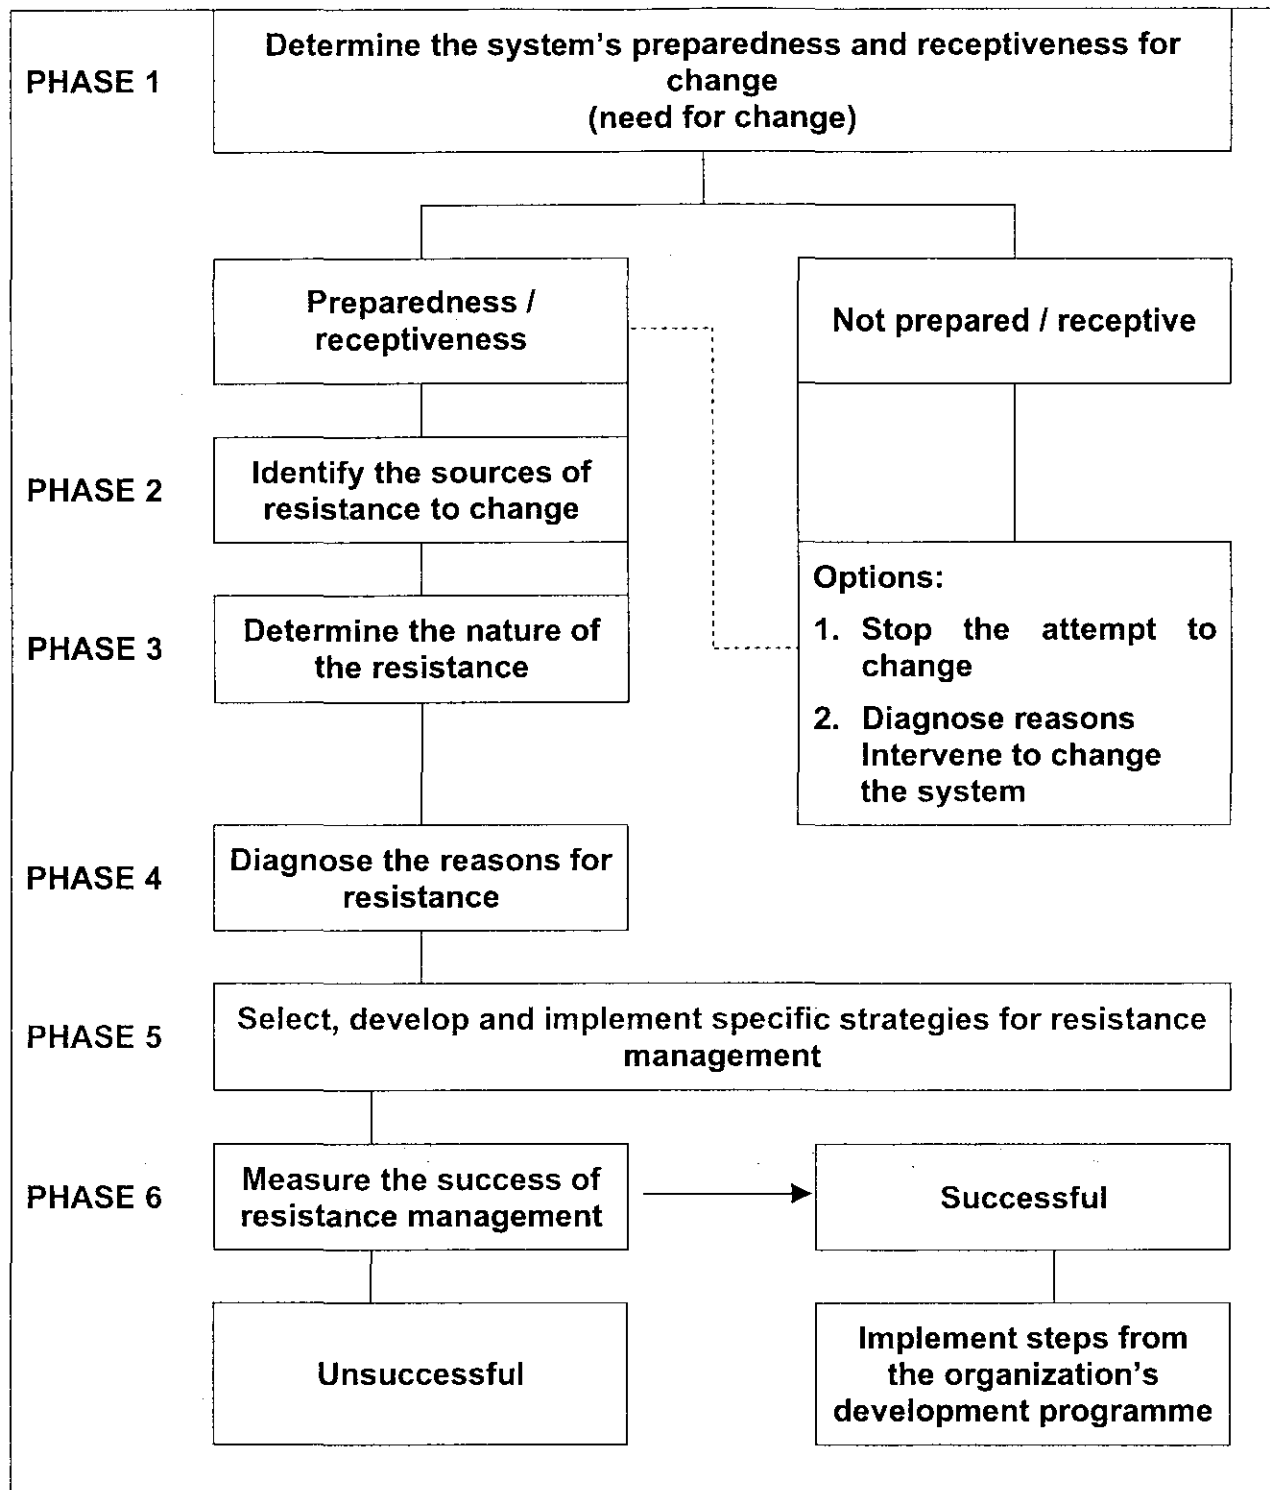 PHASE 1
Determine the system's preparedness and receptiveness for
change
(need for change)
Preparedness /
receptiveness
Not prepared / receptive
PHASE 2
Identify the sources of
resistance to change
PHASE 3
Determine the nature of
the resistance
Options:
1. Stop the attempt to
change
2. Diagnose reasons
Intervene to change
the system
PHASE 4
Diagnose the reasons for
resistance
PHASE 5
Select, develop and implement specific strategies for resistance
management
PHASE 6
Measure the success of
resistance management
Successful
Unsuccessful
Implement steps from
the organization's
development programme